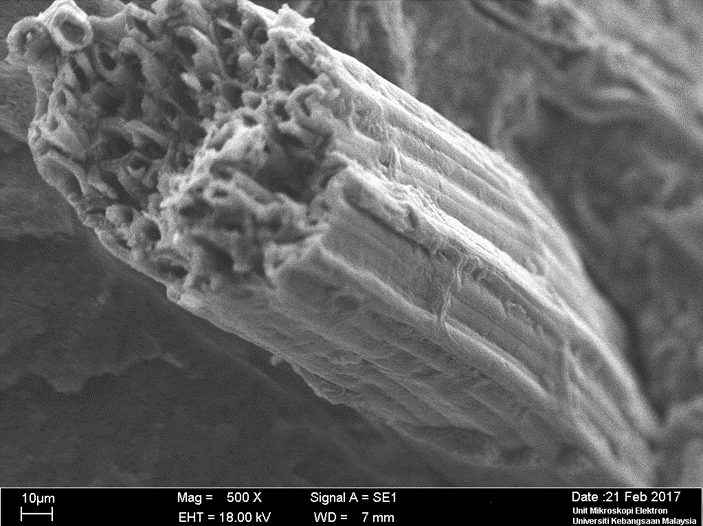 10µm
Mag = 500 X
Signal A = SE1
Date :21 Feb 2017
EHT = 18.00 kV
WD = 7 mm
Unit Mikroskopi Elektron
Universiti Kebangsaan Malaysia